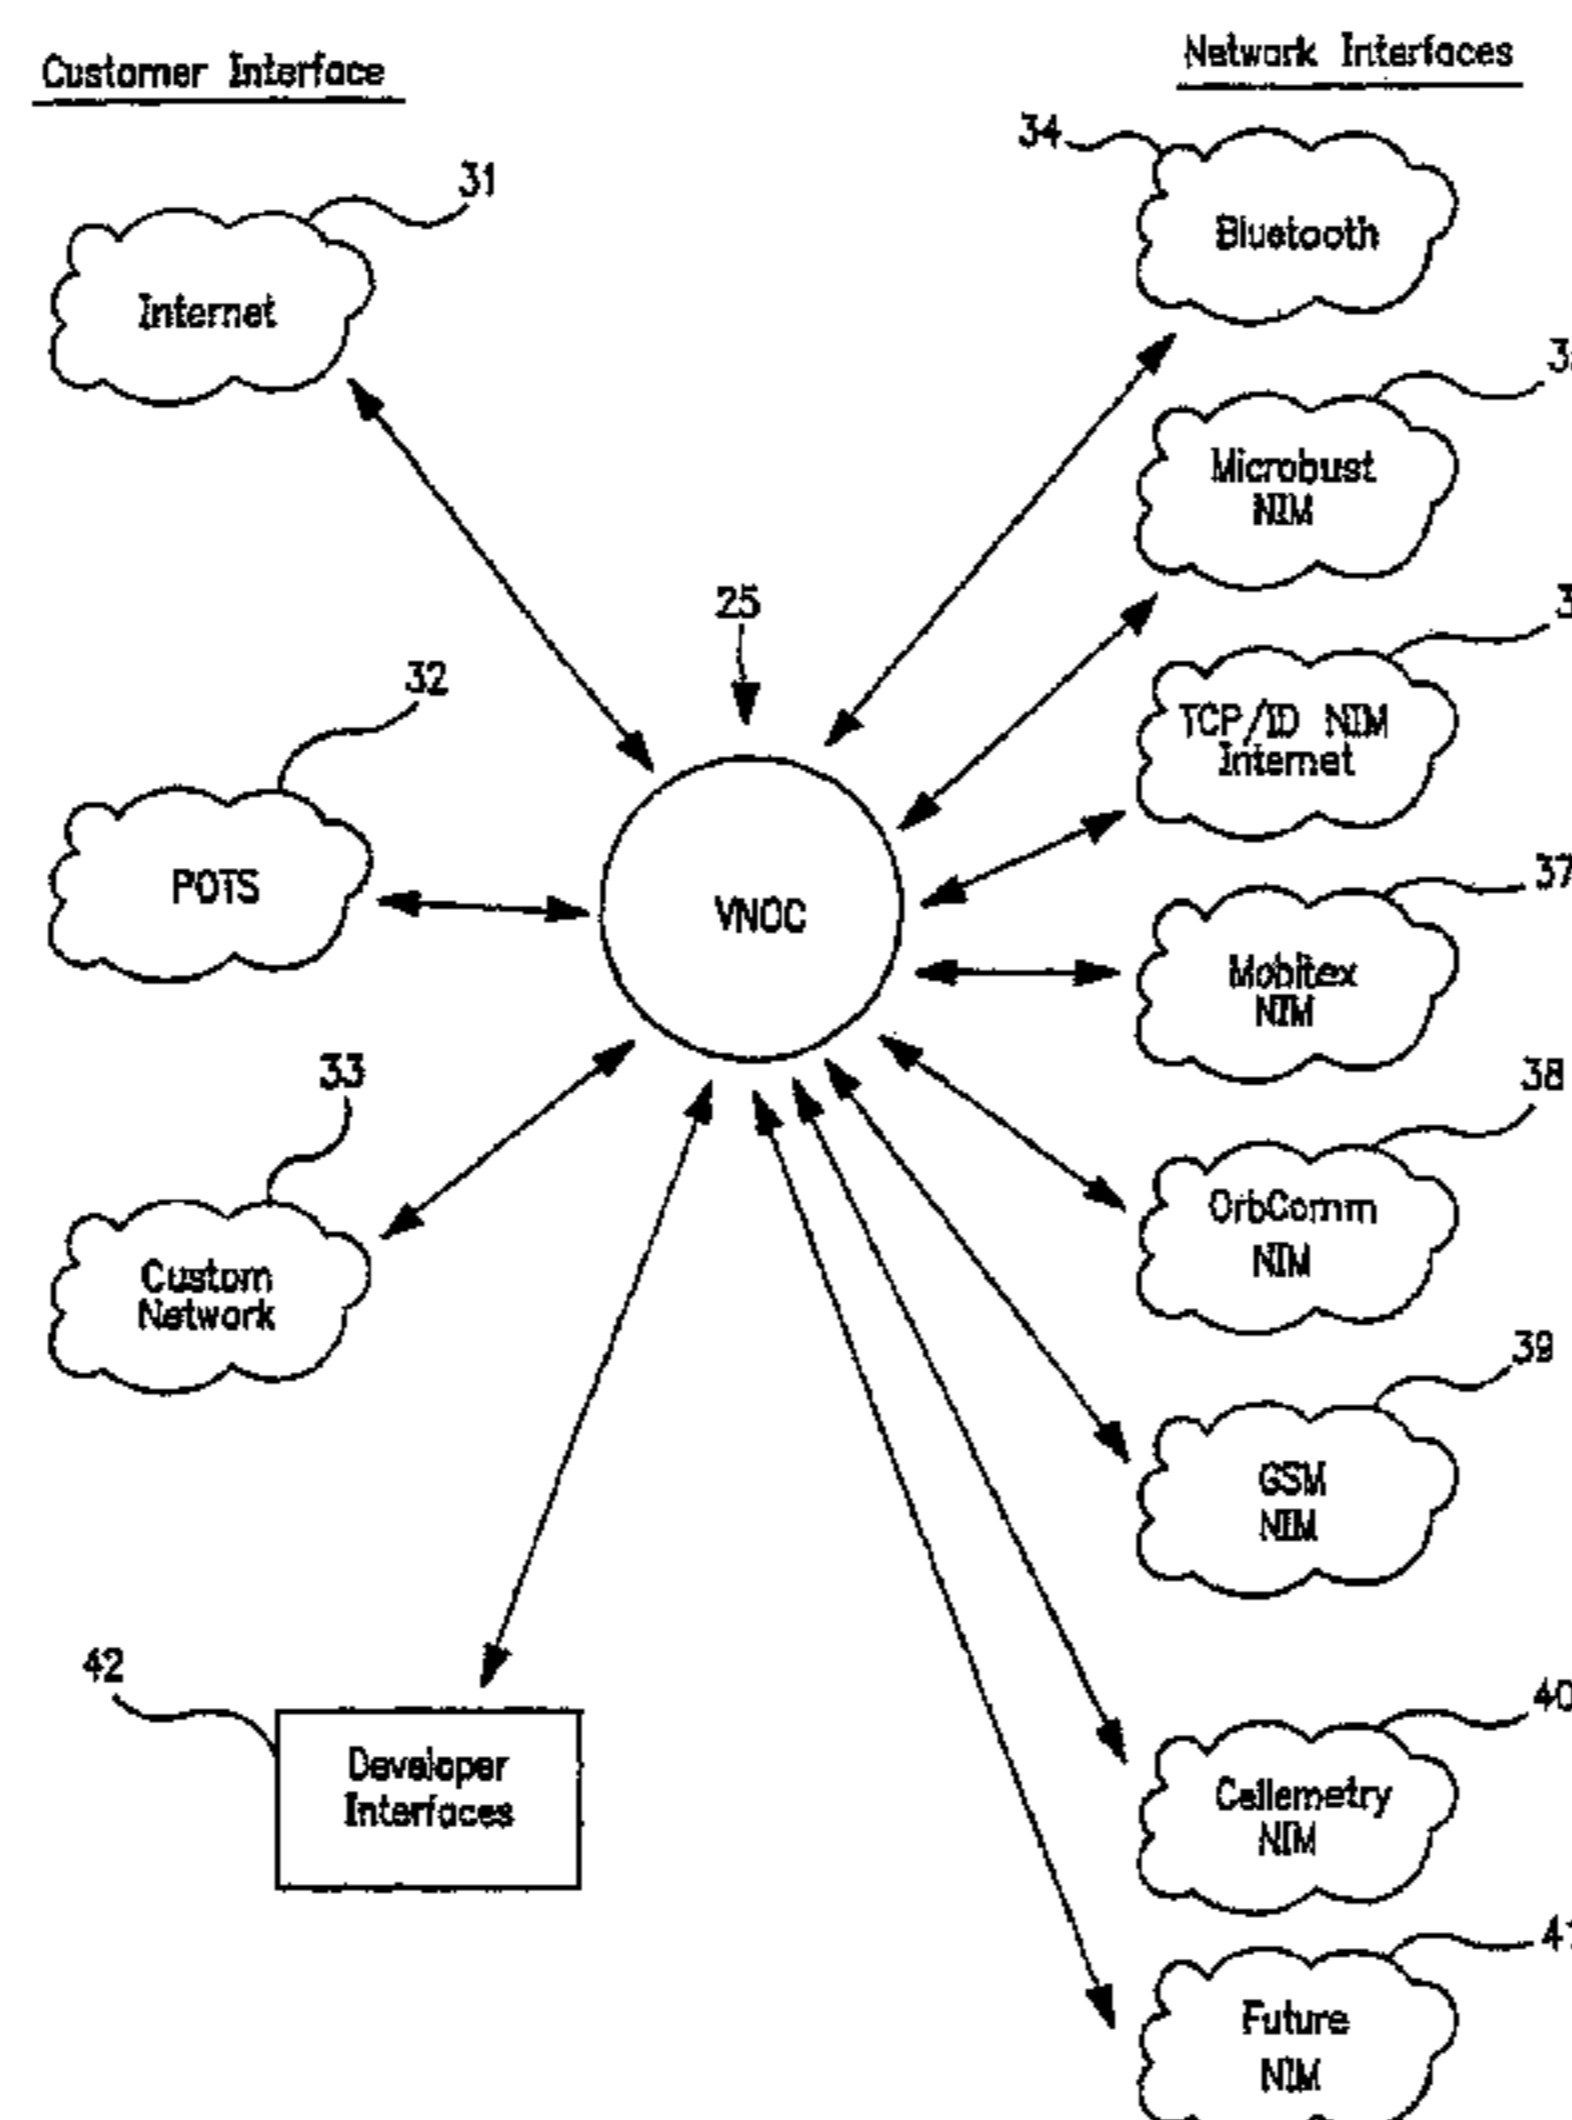 Customer Interface
Network Interfaces
34
Bluetooth
31
Internet
Microbust
NIM
25
TCP/ID NIM
Internet
32
POTS
VNOC
37
Mobitex
NIM
33
Custom
Network
38
OrbComm
NIM
39
GSM
NIM
42
Developer
Interfaces
40
Cellemetry
NIM
41
Future
NIM